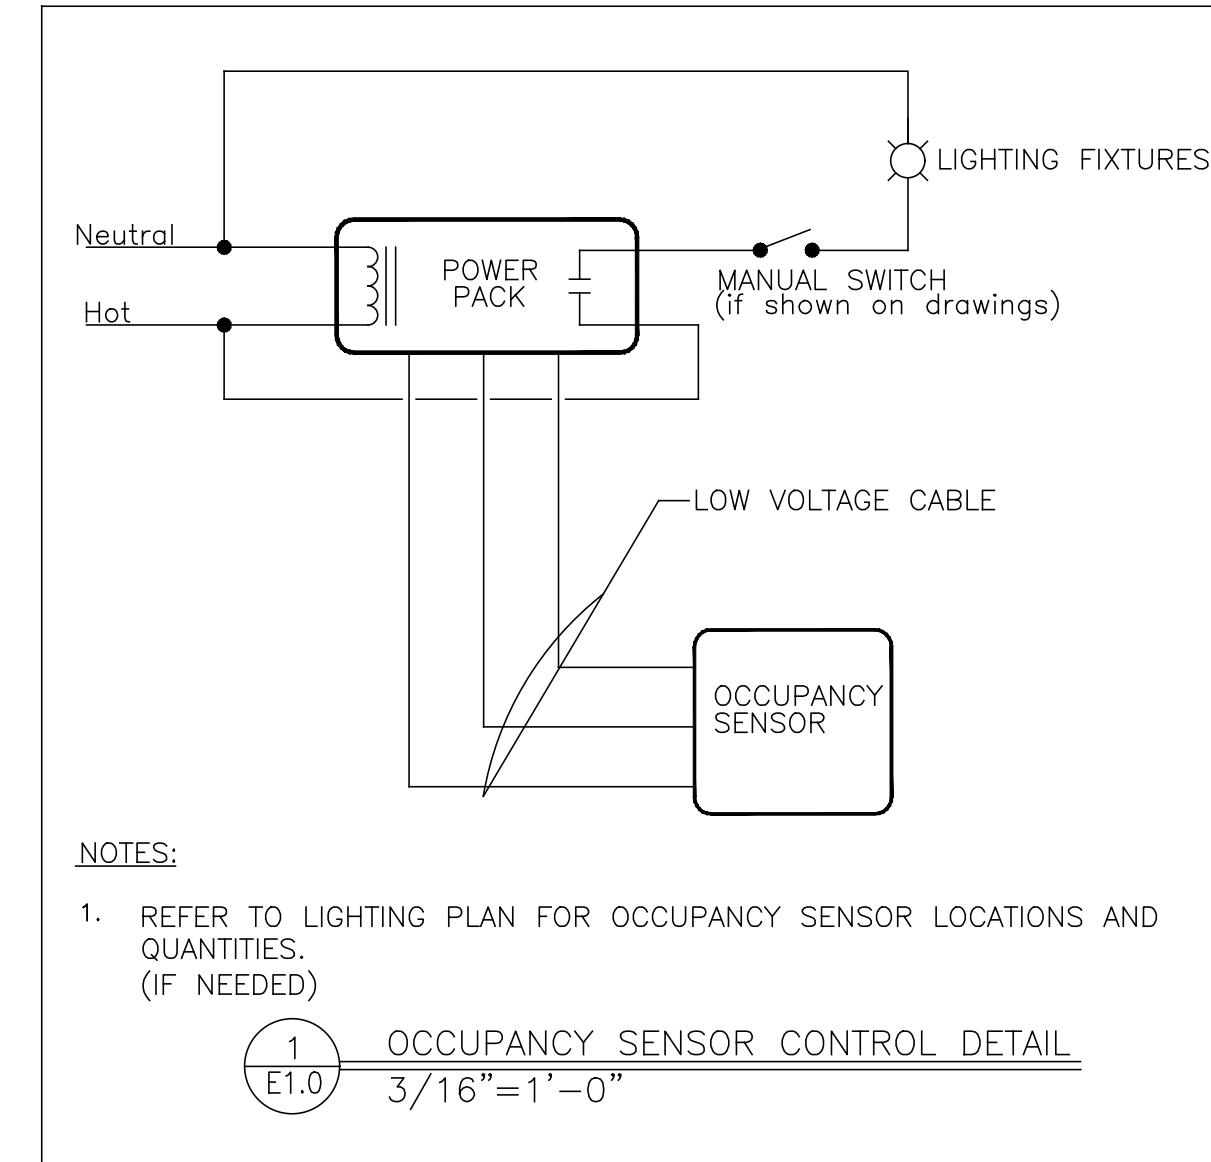 LIGHTING FIXTURES
Neutral
POWER
PACK
MANUAL SWITCH
(if shown on drawings)
Hot
LOW VOLTAGE CABLE
OCCUPANCY
SENSOR
NOTES:
1. REFER TO LIGHTING PLAN FOR OCCUPANCY SENSOR LOCATIONS AND
QUANTITIES.
(IF NEEDED)
1
E1.0
OCCUPANCY SENSOR CONTROL DETAIL
3/16"=1'-0"